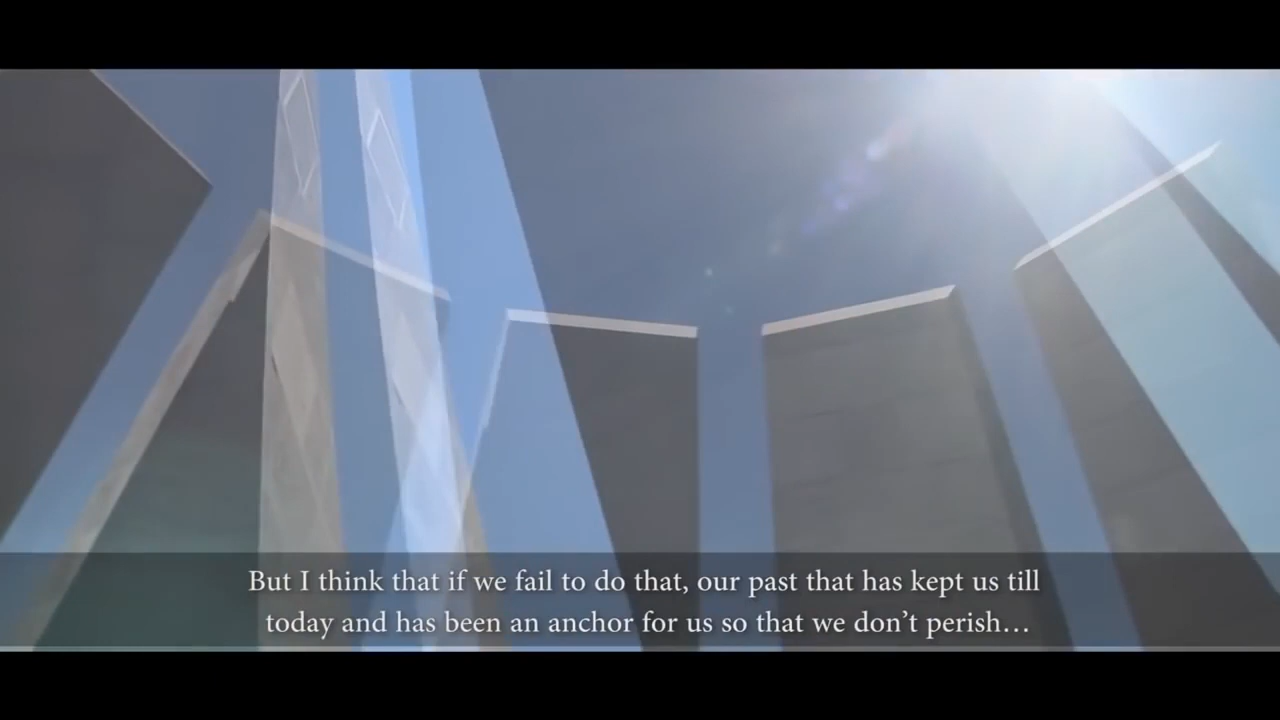 But I think that if we fail to do that, our past that has kept us till
today and has been an anchor for us so that we don’t perish…